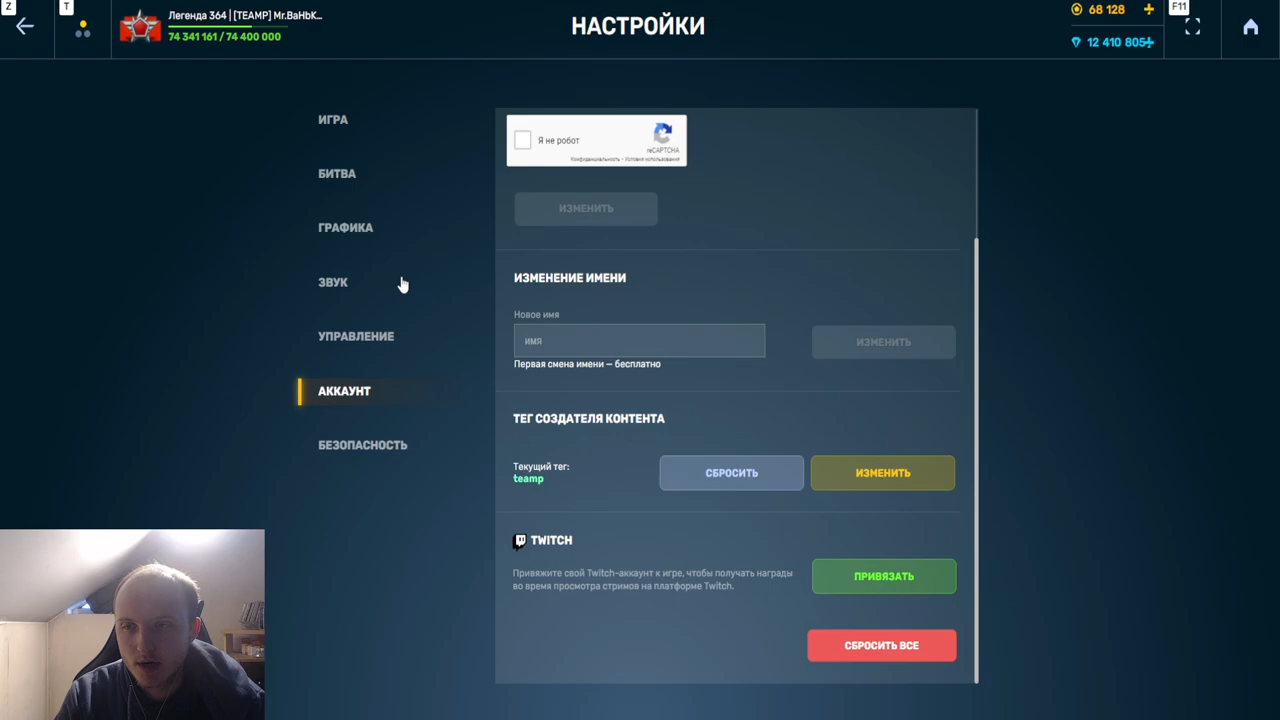 Z
T
Легенда 364 | [TEAMP] Mr.BaHbK...
74 341 161 / 74 400 000
НАСТРОЙКИ
68 128 +
12 410 805+
F11
ИГРА
БИТВА
ГРАФИКА
ЗВУК
УПРАВЛЕНИЕ
АККАУНТ
БЕЗОПАСНОСТЬ
Я не робот
reCAPTCHA
Конфиденциальность - Условия использования
ИЗМЕНИТЬ
ИЗМЕНЕНИЕ ИМЕНИ
Новое имя
ИМЯ
ИЗМЕНИТЬ
Первая смена имени — бесплатно
ТЕГ СОЗДАТЕЛЯ КОНТЕНТА
Текущий тег:
teamp
СБРОСИТЬ
ИЗМЕНИТЬ
TWITCH
Привяжите свой Twitch-аккаунт к игре, чтобы получать награды
во время просмотра стримов на платформе Twitch.
ПРИВЯЗАТЬ
СБРОСИТЬ ВСЕ